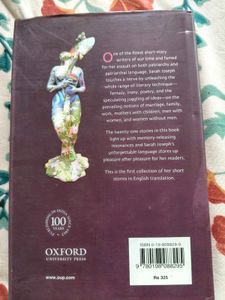 One of the finest short-story
writers of our time and famed for
her assault on both patriarchy and
patriarchal language, Sarah Joseph
touches a nerve by unleashing the
whole range of literary technique—
fantasy, irony, poetry, and the
speculative joggling of ideas—on the
preceding notions of marriage, family,
work, mothers with children, men with
women, and women without men.
The twenty-one stories in this book
light up with memory-releasing
resonances and Sarah Joseph's
unforgettable language stores up
pleasure after pleasure for her readers.
This is the first collection of her short
stories in English translation.
100
YEARS
OXFORD
UNIVERSITY PRESS
www.oup.com
9780198088295
Rs 325